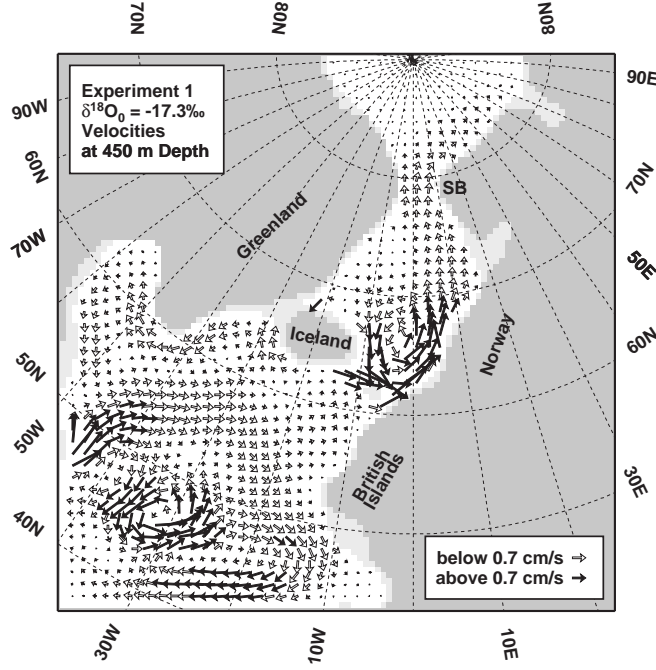 70N
80N
80N
90E
90W
Experiment 1
δ¹⁸O₀ = -17.3‰
Velocities
at 450 m Depth
60N
SB
70N
Greenland
70W
50E
Iceland
Norway
60N
50N
50W
British
Islands
30E
40N
below 0.7 cm/s ⇨
above 0.7 cm/s ➔
30W
10W
10E